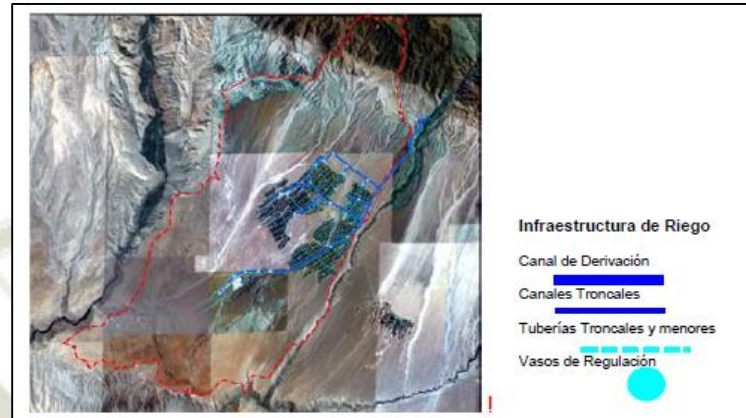 Infraestructura de Riego
Canal de Derivación
Canales Troncales
Tuberías Troncales y menores
Vasos de Regulación